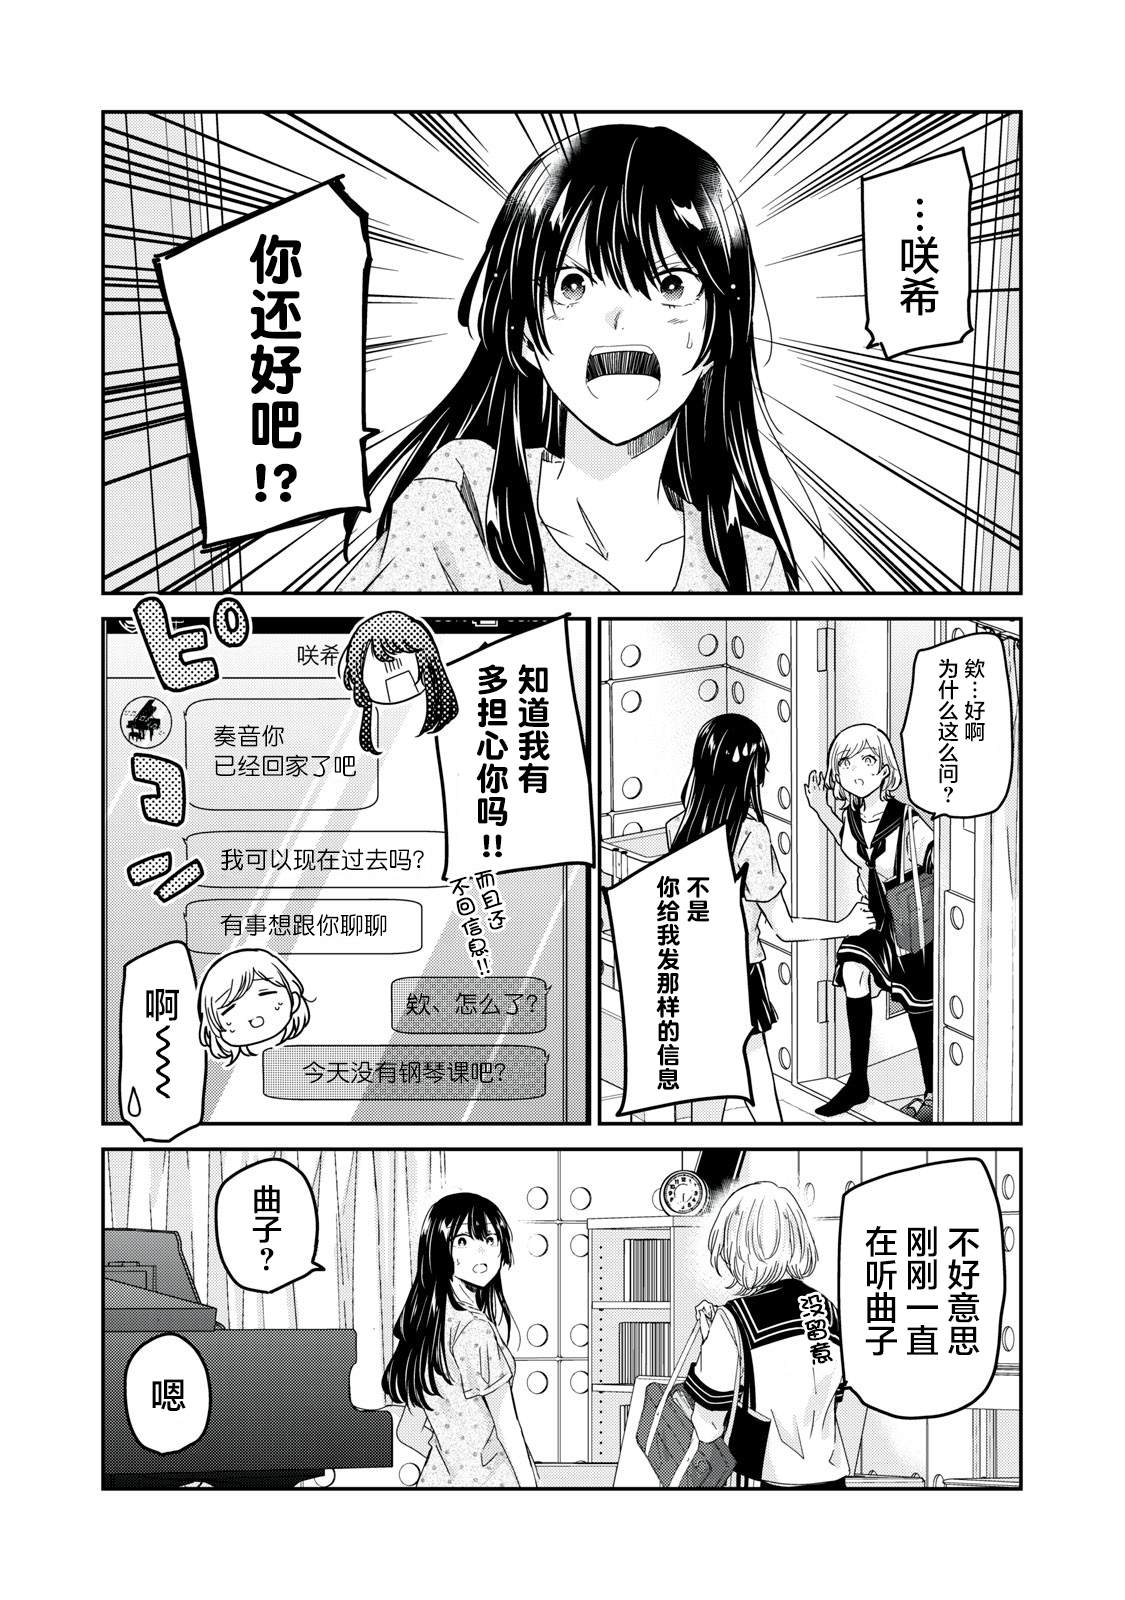 …咲希
你还好吧!?
欸…好啊
为什么这么问?
不是
你给我发那样的信息
知道我有
多担心你吗!!
而且还
不回信息!!
ピコン
咲希
奏音你
已经回家了吧
我可以现在过去吗?
有事想跟你聊聊
欸、怎么了?
今天没有钢琴课吧?
啊~~~
不好意思
刚刚一直
在听曲子
没留意
曲子?
嗯